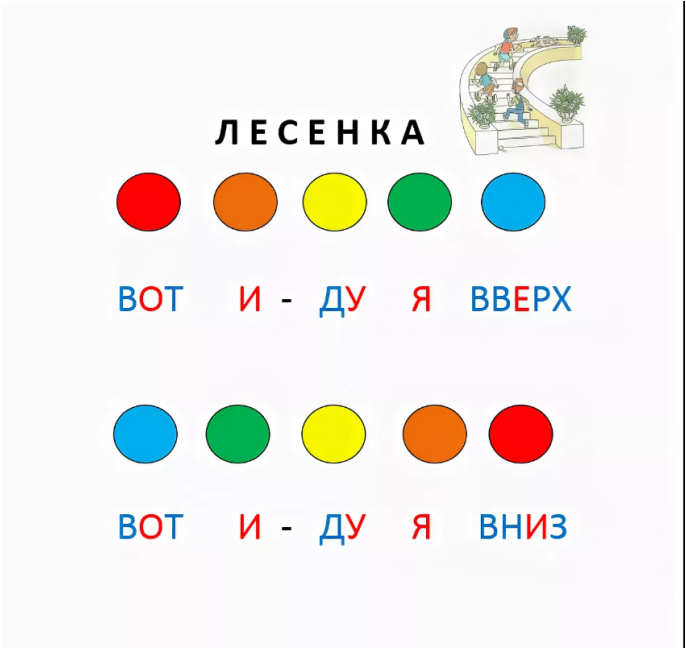 ЛЕСЕНКА
ВОТ И - ДУ Я ВВЕРХ
ВОТ И - ДУ Я ВНИЗ